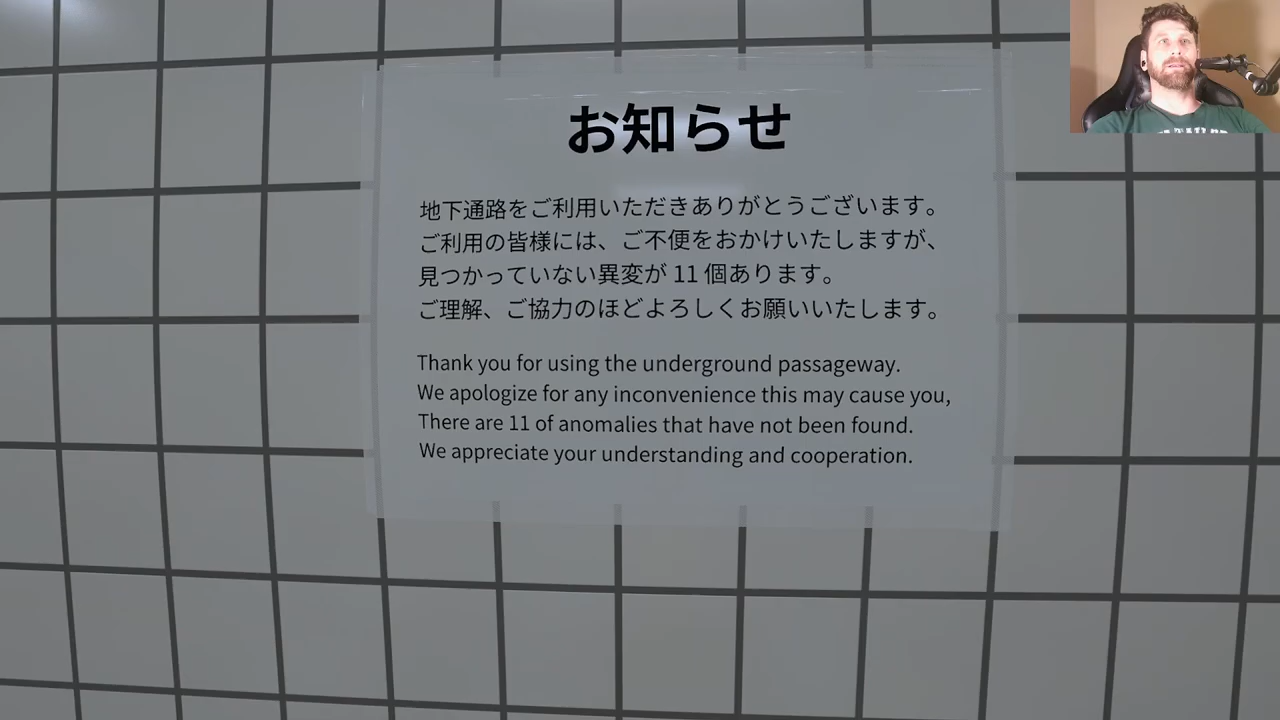 お知らせ
地下通路をご利用いただきありがとうございます。
ご利用の皆様には、ご不便をおかけいたしますが、
見つかっていない異変が 11 個あります。
ご理解、ご協力のほどよろしくお願いいたします。
Thank you for using the underground passageway.
We apologize for any inconvenience this may cause you,
There are 11 of anomalies that have not been found.
We appreciate your understanding and cooperation.